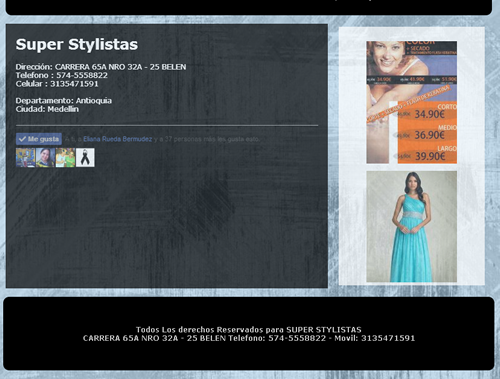 Super Stylistas
Dirección: CARRERA 65A NRO 32A - 25 BELEN
Telefono : 574-5558822
Celular : 3135471591
Departamento: Antioquia
Ciudad: Medellin
Me gusta
Eliana Rueda Bermudez y a 37 personas más les gusta esto.
COLOR
+ SECADO
CORTO
34.90€
MEDIO
36.90€
LARGO
39.90€
Todos Los derechos Reservados para SUPER STYLISTAS
CARRERA 65A NRO 32A - 25 BELEN Telefono: 574-5558822 - Movil: 3135471591